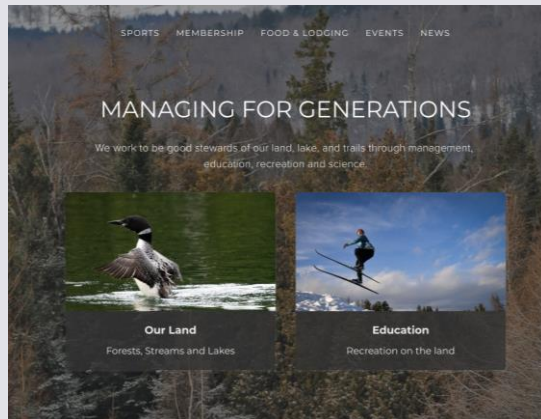 SPORTS MEMBERSHIP FOOD & LODGING EVENTS NEWS
MANAGING FOR GENERATIONS
We work to be good stewards of our land, lake, and trails through management,
education, recreation and science.
Our Land
Forests, Streams and Lakes
Education
Recreation on the land